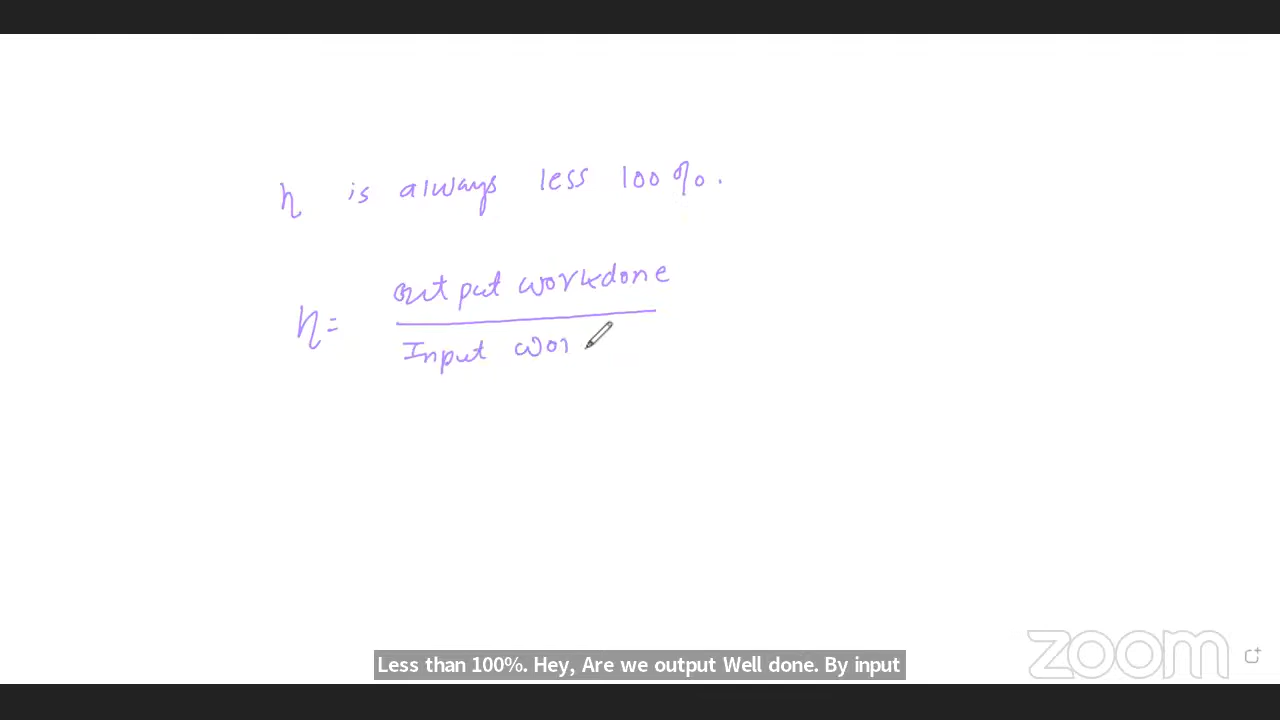 η is always less 100%.
η = output workdone
Input wor
Less than 100%. Hey, Are we output Well done. By input
zoom